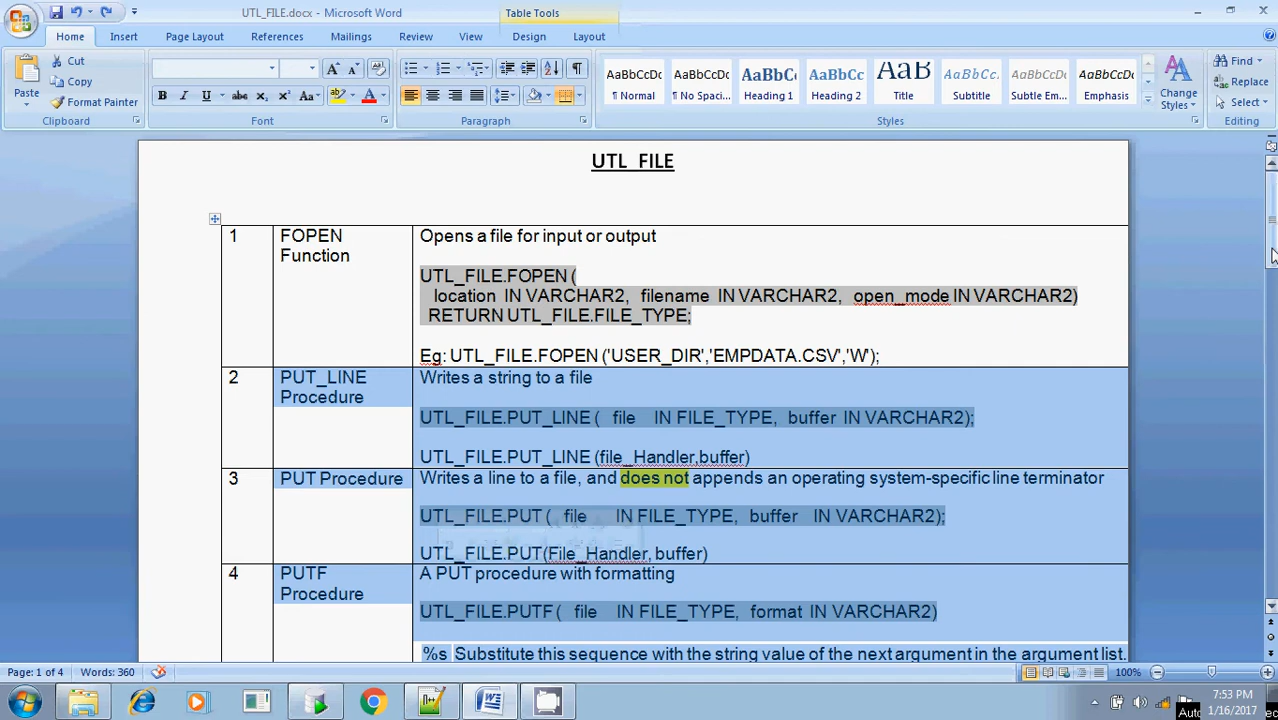 UTL_FILE.docx - Microsoft Word
Table Tools
Home Insert Page Layout References Mailings Review View Design Layout
Paste
Cut
Copy
Format Painter
Clipboard
Font
Paragraph
AaBbCcDc AaBbCcDc AaBbC AaBbCc AaB AaBbCc. AaBbCcDc AaBbCcDc
¶ Normal ¶ No Spaci... Heading 1 Heading 2 Title Subtitle Subtle Em... Emphasis
Change Styles
Styles
Find
Replace
Select
Editing
UTL_FILE
1 FOPEN Function
Opens a file for input or output
UTL_FILE.FOPEN (
location IN VARCHAR2, filename IN VARCHAR2, open_mode IN VARCHAR2)
RETURN UTL_FILE.FILE_TYPE;
Eg: UTL_FILE.FOPEN ('USER_DIR','EMPDATA.CSV','W');
2 PUT_LINE Procedure
Writes a string to a file
UTL_FILE.PUT_LINE ( file IN FILE_TYPE, buffer IN VARCHAR2);
UTL_FILE.PUT_LINE (file_Handler,buffer)
3 PUT Procedure
Writes a line to a file, and does not appends an operating system-specific line terminator
UTL_FILE.PUT ( file IN FILE_TYPE, buffer IN VARCHAR2);
UTL_FILE.PUT(File_Handler, buffer)
4 PUTF Procedure
A PUT procedure with formatting
UTL_FILE.PUTF ( file IN FILE_TYPE, format IN VARCHAR2)
%s Substitute this sequence with the string value of the next argument in the argument list.
Page: 1 of 4 Words: 360
100%
7:53 PM
1/16/2017